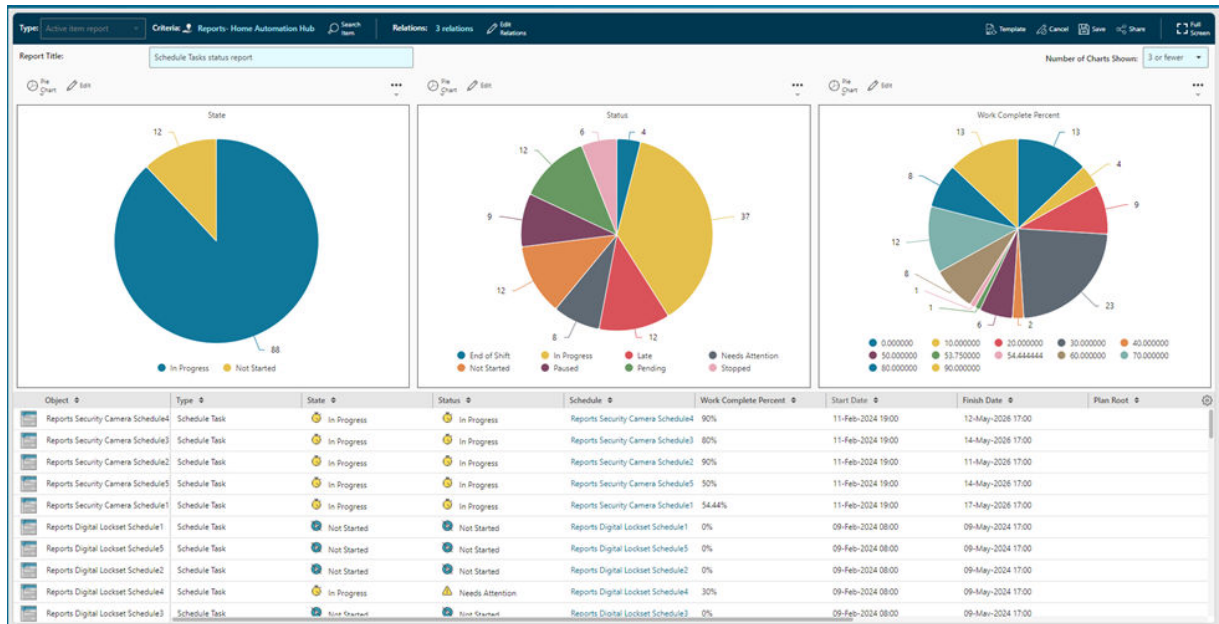 Type: Active item report Criteria: Reports- Home Automation Hub Search Item Relations: 3 relations Edit Relations Template Cancel Save Share Full Screen
Report Title: Schedule Tasks status report Number of Charts Shown: 3 or fewer
Pie Chart Edit Pie Chart Edit Pie Chart Edit
State
12
88
In Progress Not Started
Status
6 4
12
9 37
12
8 12
End of Shift In Progress Late Needs Attention
Not Started Paused Pending Stopped
Work Complete Percent
13 13
8 4
9
12
8
1
1 23
6 2
0.000000 10.000000 20.000000 30.000000 40.000000
50.000000 53.750000 54.444444 60.000000 70.000000
80.000000 90.000000
Object Type State Status Schedule Work Complete Percent Start Date Finish Date Plan Root
Reports Security Camera Schedule4 Schedule Task In Progress In Progress Reports Security Camera Schedule4 90% 11-Feb-2024 19:00 12-May-2026 17:00
Reports Security Camera Schedule3 Schedule Task In Progress In Progress Reports Security Camera Schedule3 80% 11-Feb-2024 19:00 14-May-2026 17:00
Reports Security Camera Schedule2 Schedule Task In Progress In Progress Reports Security Camera Schedule2 90% 11-Feb-2024 19:00 11-May-2026 17:00
Reports Security Camera Schedule5 Schedule Task In Progress In Progress Reports Security Camera Schedule5 50% 11-Feb-2024 19:00 14-May-2026 17:00
Reports Security Camera Schedule1 Schedule Task In Progress In Progress Reports Security Camera Schedule1 54.44% 11-Feb-2024 19:00 17-May-2026 17:00
Reports Digital Lockset Schedule1 Schedule Task Not Started Not Started Reports Digital Lockset Schedule1 0% 09-Feb-2024 08:00 09-May-2024 17:00
Reports Digital Lockset Schedule5 Schedule Task Not Started Not Started Reports Digital Lockset Schedule5 0% 09-Feb-2024 08:00 09-May-2024 17:00
Reports Digital Lockset Schedule2 Schedule Task Not Started Not Started Reports Digital Lockset Schedule2 0% 09-Feb-2024 08:00 09-May-2024 17:00
Reports Digital Lockset Schedule4 Schedule Task In Progress Needs Attention Reports Digital Lockset Schedule4 30% 09-Feb-2024 08:00 09-May-2024 17:00
Reports Digital Lockset Schedule3 Schedule Task Not Started Not Started Reports Digital Lockset Schedule3 0% 09-Feb-2024 08:00 09-May-2024 17:00